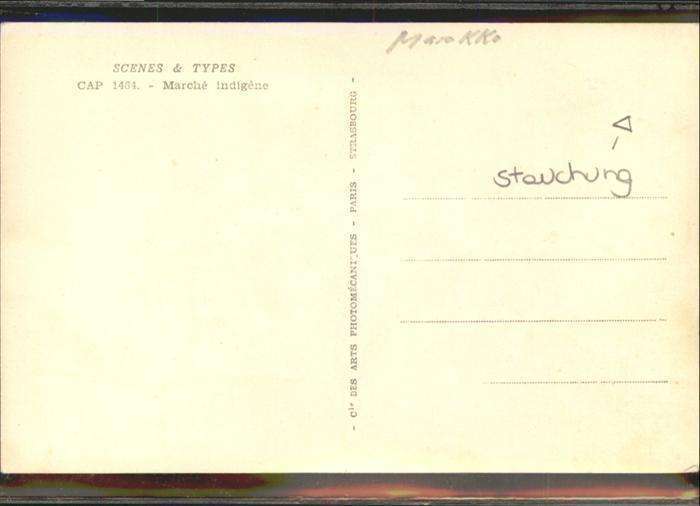 SCENES & TYPES
CAP 1464. - Marché indigène
- Cie DES ARTS PHOTOMÉCANIQUES - PARIS - STRASBOURG -
Marokko
Stauchung